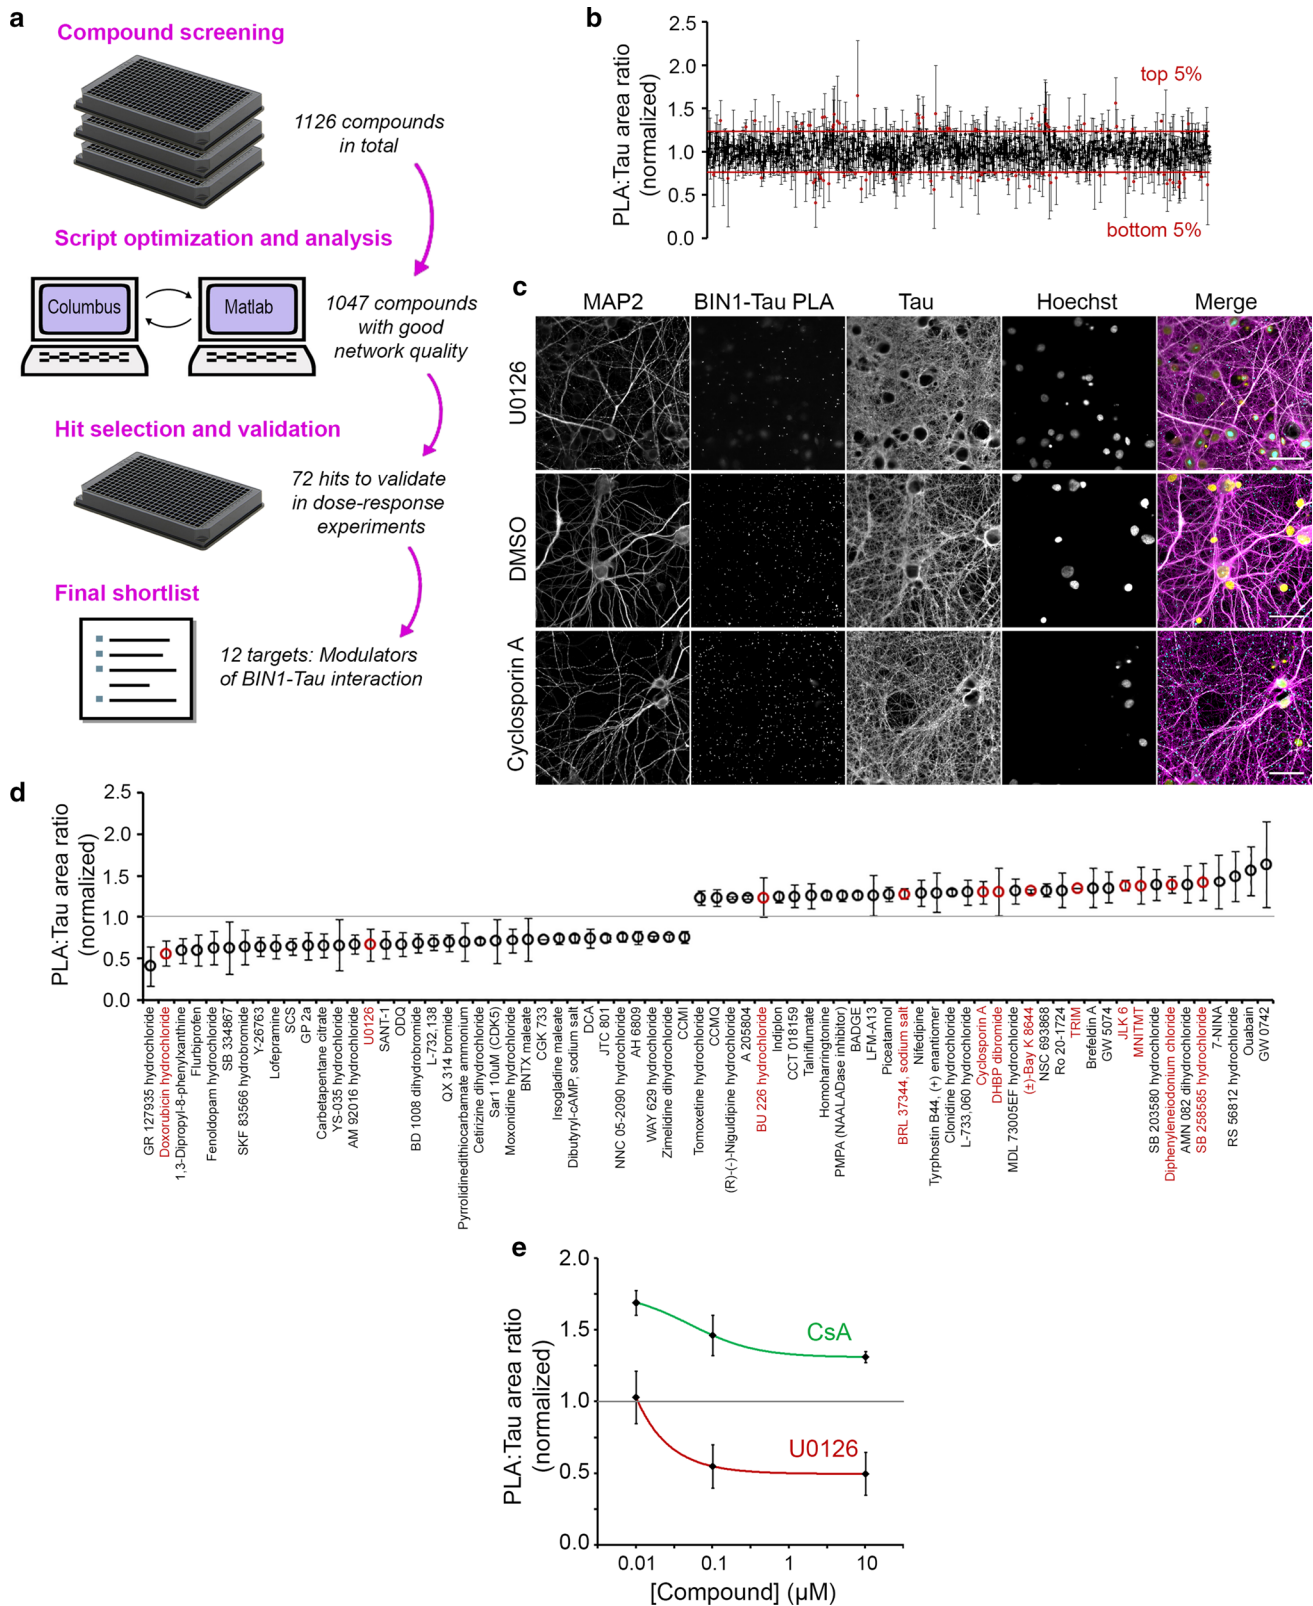 a
Compound screening
1126 compounds
in total
Script optimization and analysis
Columbus
Matlab
1047 compounds
with good
network quality
Hit selection and validation
72 hits to validate
in dose-response
experiments
Final shortlist
12 targets: Modulators
of BIN1-Tau interaction
b
PLA:Tau area ratio
(normalized)
2.5
2.0
1.5
1.0
0.5
0.0
top 5%
bottom 5%
c
MAP2
BIN1-Tau PLA
Tau
Hoechst
Merge
U0126
DMSO
Cyclosporin A
d
PLA:Tau area ratio
(normalized)
2.5
2.0
1.5
1.0
0.5
0.0
GR 127935 hydrochloride
Doxorubicin hydrochloride
1,3-Dipropyl-8-phenylxanthine
Flurbiprofen
Fenoldopam hydrochloride
SB 334867
SKF 83566 hydrobromide
Y-26763
Lofepramine
SCS
GP 2a
Carbetapentane citrate
YS-035 hydrochloride
AM 92016 hydrochloride
U0126
SANT-1
ODQ
BD 1008 dihydrobromide
L-732,138
QX 314 bromide
Pyrrolidinedithiocarbamate ammonium
Cetirizine dihydrochloride
Sar1 10uM (CDK5)
Moxonidine hydrochloride
BNTX maleate
CGK 733
Irsogladine maleate
Dibutyryl-cAMP, sodium salt
DCA
JTC 801
NNC 05-2090 hydrochloride
AH 6809
WAY 629 hydrochloride
Zimelidine dihydrochloride
CCMI
Tomoxetine hydrochloride
CCMQ
(R)-(-)-Niguldipine hydrochloride
A 205804
BU 226 hydrochloride
Indiplon
CCT 018159
Talniflumate
Homoharringtonine
PMPA (NAALADase inhibitor)
BADGE
LFM-A13
Piceatannol
BRL 37344, sodium salt
Nifedipine
Tyrphostin B44, (+) enantiomer
Clonidine hydrochloride
L-733,060 hydrochloride
Cyclosporin A
DHBP dibromide
MDL 73005EF hydrochloride
(±)-Bay K 8644
NSC 693868
Ro 20-1724
TRIM
Brefeldin A
GW 5074
JLK 6
MNITMT
SB 203580 hydrochloride
Diphenyleneiodonium chloride
AMN 082 dihydrochloride
SB 258585 hydrochloride
7-NINA
RS 56812 hydrochloride
Ouabain
GW 0742
e
PLA:Tau area ratio
(normalized)
2.0
1.5
1.0
0.5
0.0
CsA
U0126
0.01
0.1
1
10
[Compound] (µM)